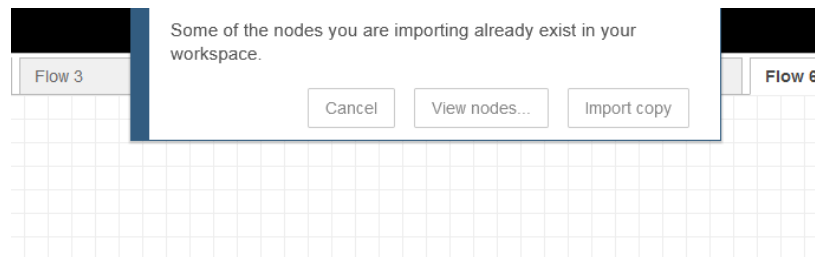 Some of the nodes you are importing already exist in your
workspace.
Flow 3
Flow 6
Cancel View nodes... Import copy